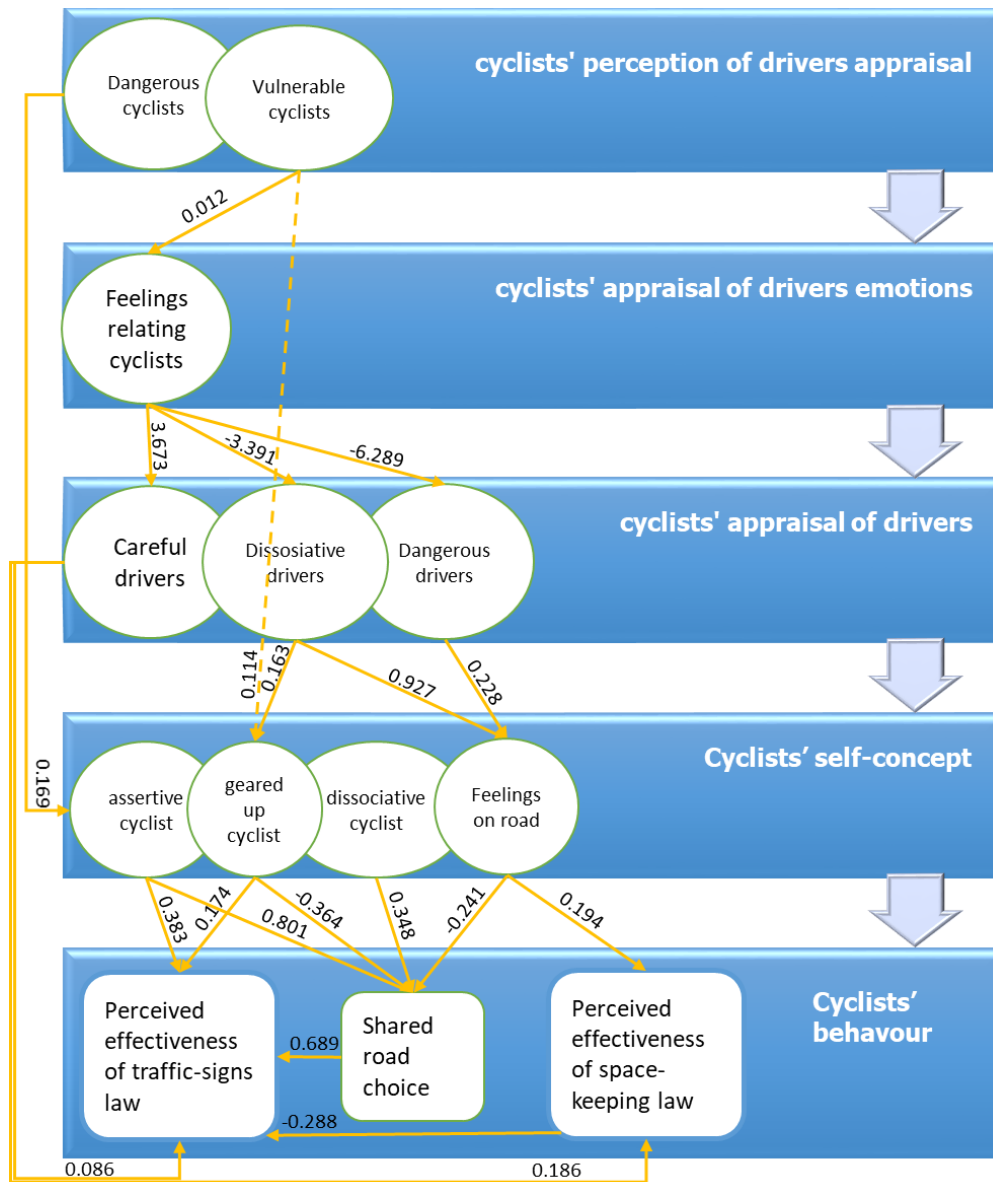 cyclists' perception of drivers appraisal
Dangerous
cyclists
Vulnerable
cyclists
0.012
cyclists' appraisal of drivers emotions
Feelings
relating
cyclists
3.673
-3.391
-6.289
cyclists' appraisal of drivers
Careful
drivers
Dissosiative
drivers
Dangerous
drivers
0.114
0.163
0.927
0.228
Cyclists’ self-concept
0.169
assertive
cyclist
geared
up
cyclist
dissociative
cyclist
Feelings
on road
0.383
0.174
0.801
-0.364
0.348
-0.241
0.194
Cyclists’
behavour
Perceived
effectiveness
of traffic-signs
law
0.689
Shared
road
choice
Perceived
effectiveness
of space-
keeping law
-0.288
0.086
0.186